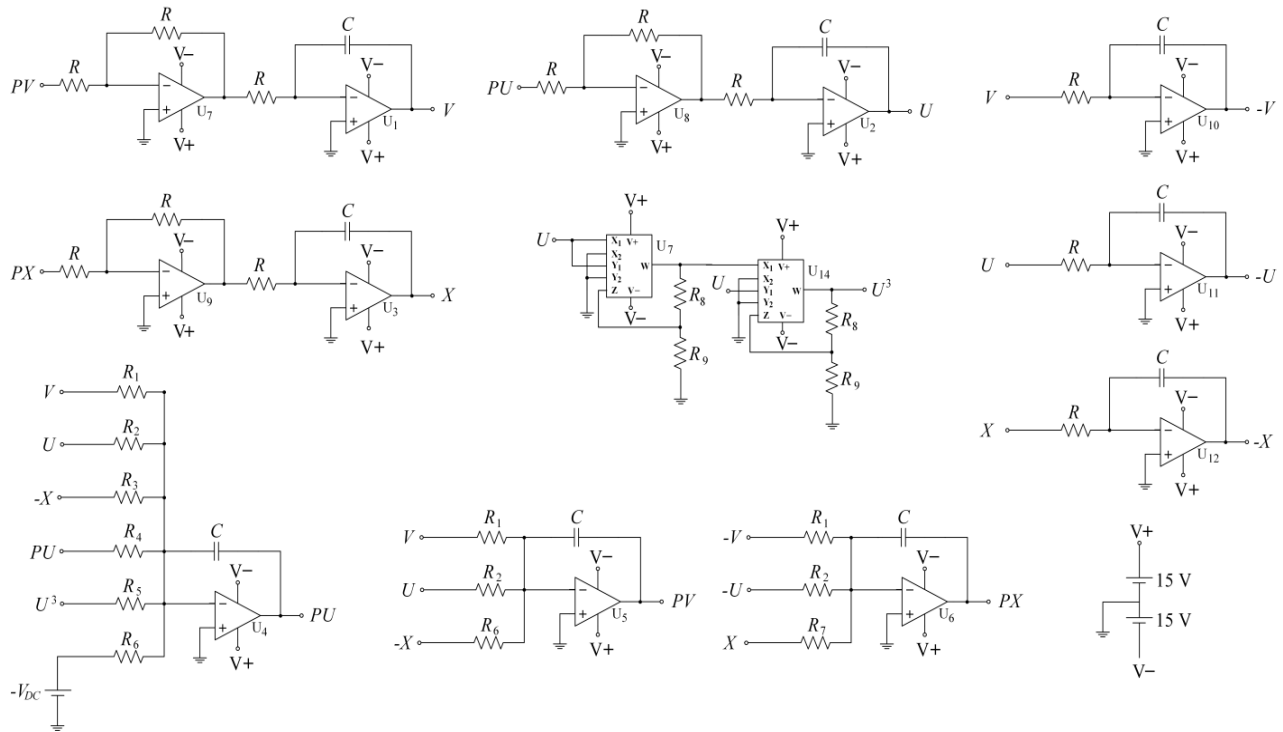 R
V−
C
V−
PV
R
U7
V+
R
U1
V+
V
R
V−
C
V−
PU
R
U8
V+
R
U2
V+
U
C
V−
V
R
U10
V+
-V
R
V−
C
V−
PX
R
U9
V+
R
U3
V+
X
V+
U
X1 V+
X2
Y1
Y2
Z V−
W
U7
V−
R8
R9
V+
U
X1 V+
X2
Y1
Y2
Z V−
W
U14
V−
U³
R8
R9
C
V−
U
R
U11
V+
-U
C
V−
X
R
U12
V+
-X
V R1
U R2
-X R3
PU R4
U³ R5
R6
-VDC
C
V−
U4
V+
PU
V R1
U R2
-X R6
C
V−
U5
V+
PV
-V R1
-U R2
X R7
C
V−
U6
V+
PX
V+
15 V
15 V
V−